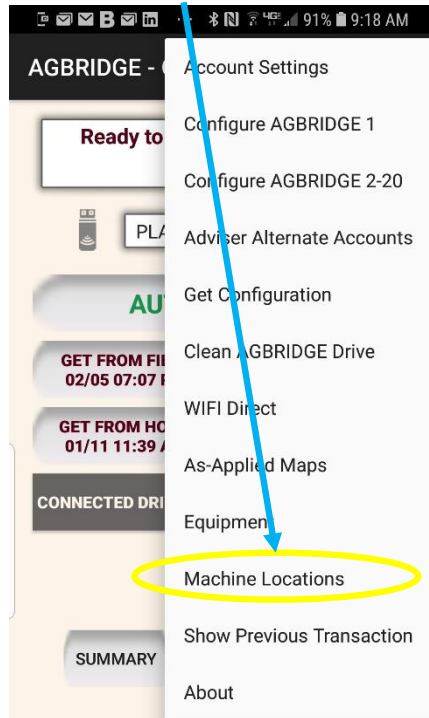 91% 9:18 AM
AGBRIDGE -
Account Settings
Ready to
Configure AGBRIDGE 1
Configure AGBRIDGE 2-20
PLA
Adviser Alternate Accounts
AU
Get Configuration
GET FROM FI
02/05 07:07
Clean AGBRIDGE Drive
GET FROM HO
01/11 11:39
WIFI Direct
As-Applied Maps
CONNECTED DRI
Equipment
Machine Locations
Show Previous Transaction
SUMMARY
About